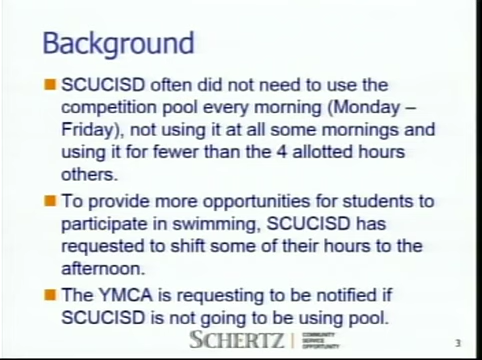 Background
SCUCISD often did not need to use the
competition pool every morning (Monday –
Friday), not using it at all some mornings and
using it for fewer than the 4 allotted hours
others.
To provide more opportunities for students to
participate in swimming, SCUCISD has
requested to shift some of their hours to the
afternoon.
The YMCA is requesting to be notified if
SCUCISD is not going to be using pool.
SCHERTZ
COMMUNITY
SERVICE
OPPORTUNITY
3